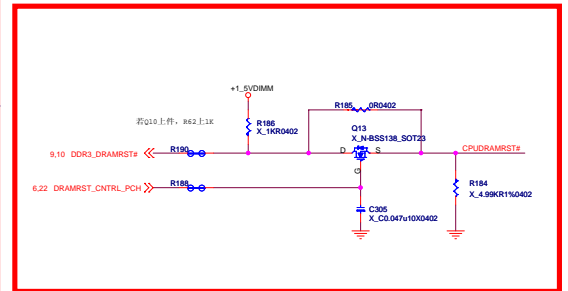 +1_5VDIMM
R185
0R0402
若Q10上件，R62上1K
R186
X_1KR0402
Q13
X_N-BSS138_SOT23
9,10 DDR3_DRAMRST#
R190
D
S
CPUDRAMRST#
G
6,22 DRAMRST_CNTRL_PCH
R188
R184
X_4.99KR1%0402
C305
X_C0.047u10X0402